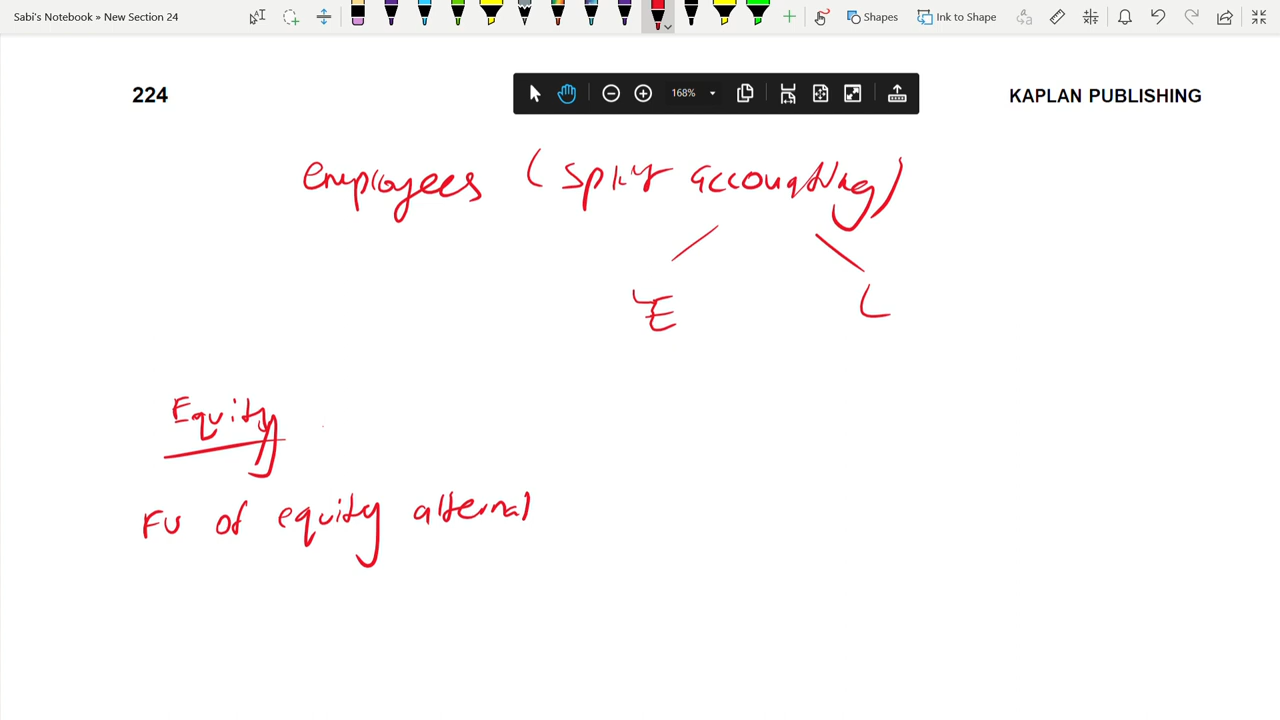 Sabi's Notebook » New Section 24
Shapes
Ink to Shape
224
168%
KAPLAN PUBLISHING
employees (split accounting)
E
L
Equity
FV of equity alternat